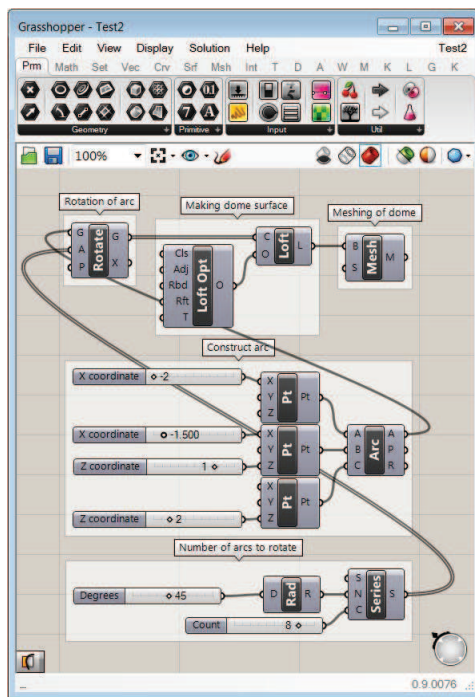 Grasshopper - Test2
File Edit View Display Solution Help Test2
Prm Math Set Vec Crv Srf Msh Int T D A W M K L G K
Geometry Primitive Input Util
100%
Rotation of arc
Making dome surface
Meshing of dome
G A P Rotate G X
Cls Adj Rbd Rft T Loft Opt O
C O Loft L
B S Mesh M
Construct arc
X coordinate -2
X Y Z Pt Pt
X coordinate -1.500
X Y Z Pt Pt
Z coordinate 1
A B C Arc A P R
X Y Z Pt Pt
Z coordinate 2
Number of arcs to rotate
Degrees 45
D Rad R
S N C Series S
Count 8
0.9.0076